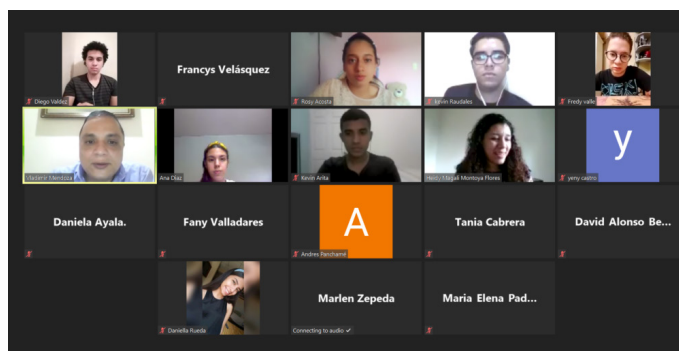 Diego Valdez
Francys Velásquez
Rosy Acosta
Kevin Raudales
Fredy valle
Vladimir Mendoza
Ana Diaz
Kevin Arita
Heidy Magali Montoya Flores
y
yeny castro
Daniela Ayala.
Fany Valladares
A
Andres Panchamé
Tania Cabrera
David Alonso Be...
Daniella Rueda
Marlen Zepeda
Connecting to audio
Maria Elena Pad...